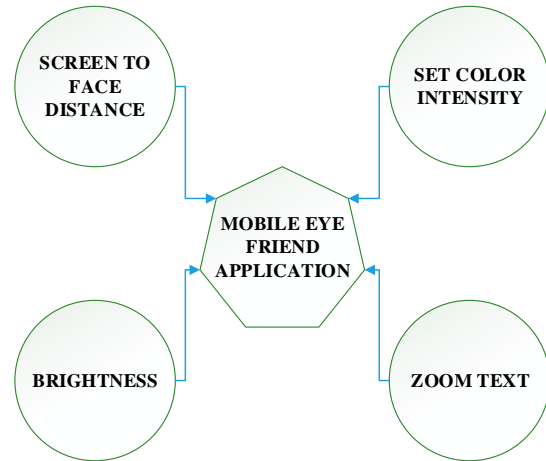 SCREEN TO
FACE
DISTANCE
SET COLOR
INTENSITY
MOBILE EYE
FRIEND
APPLICATION
BRIGHTNESS
ZOOM TEXT